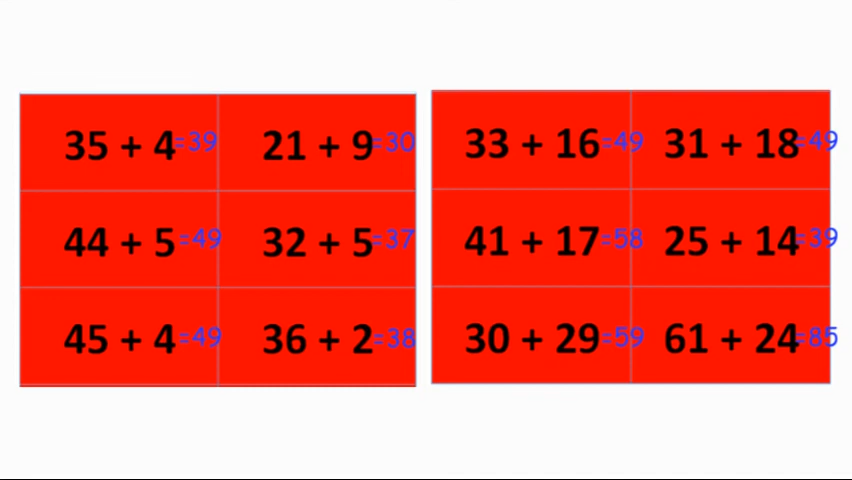 35 + 4 =39
21 + 9 =30
44 + 5 =49
32 + 5 =37
45 + 4 =49
36 + 2 =38
33 + 16 =49
31 + 18 =49
41 + 17 =58
25 + 14 =39
30 + 29 =59
61 + 24 =85